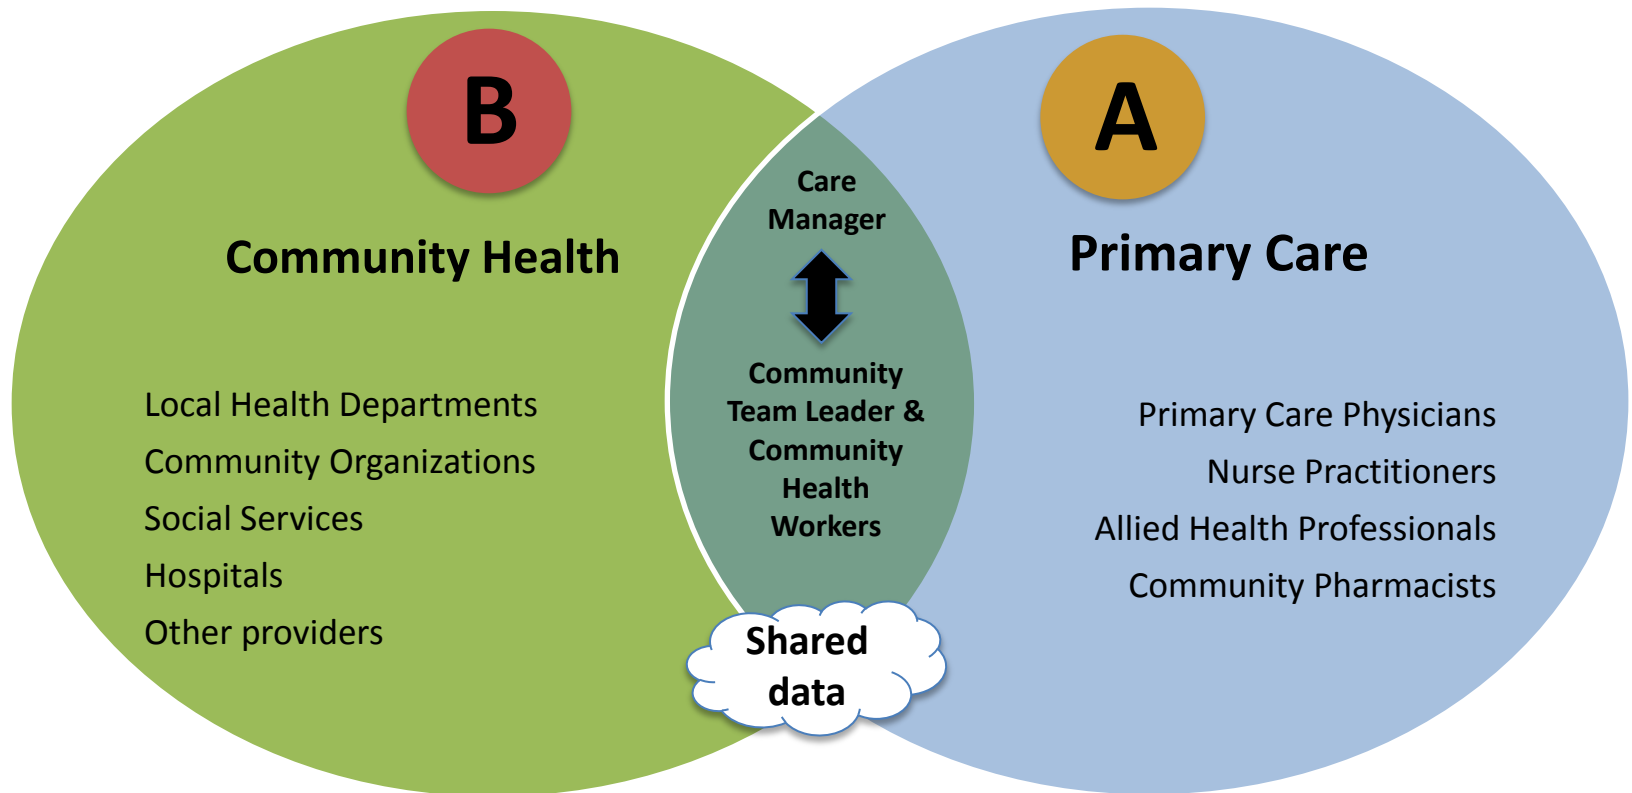 B
Community Health
Local Health Departments
Community Organizations
Social Services
Hospitals
Other providers
Care
Manager
Community
Team Leader &
Community
Health
Workers
Shared
data
A
Primary Care
Primary Care Physicians
Nurse Practitioners
Allied Health Professionals
Community Pharmacists